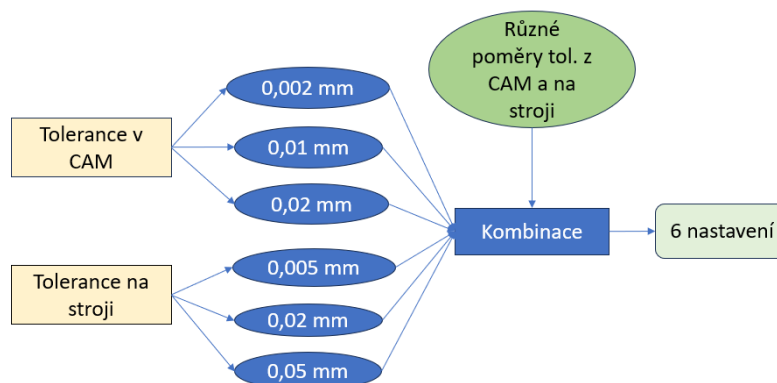 Různé
poměry tol. z
CAM a na
stroji
0,002 mm
Tolerance v
CAM
0,01 mm
0,02 mm
Kombinace
6 nastavení
0,005 mm
Tolerance na
stroji
0,02 mm
0,05 mm